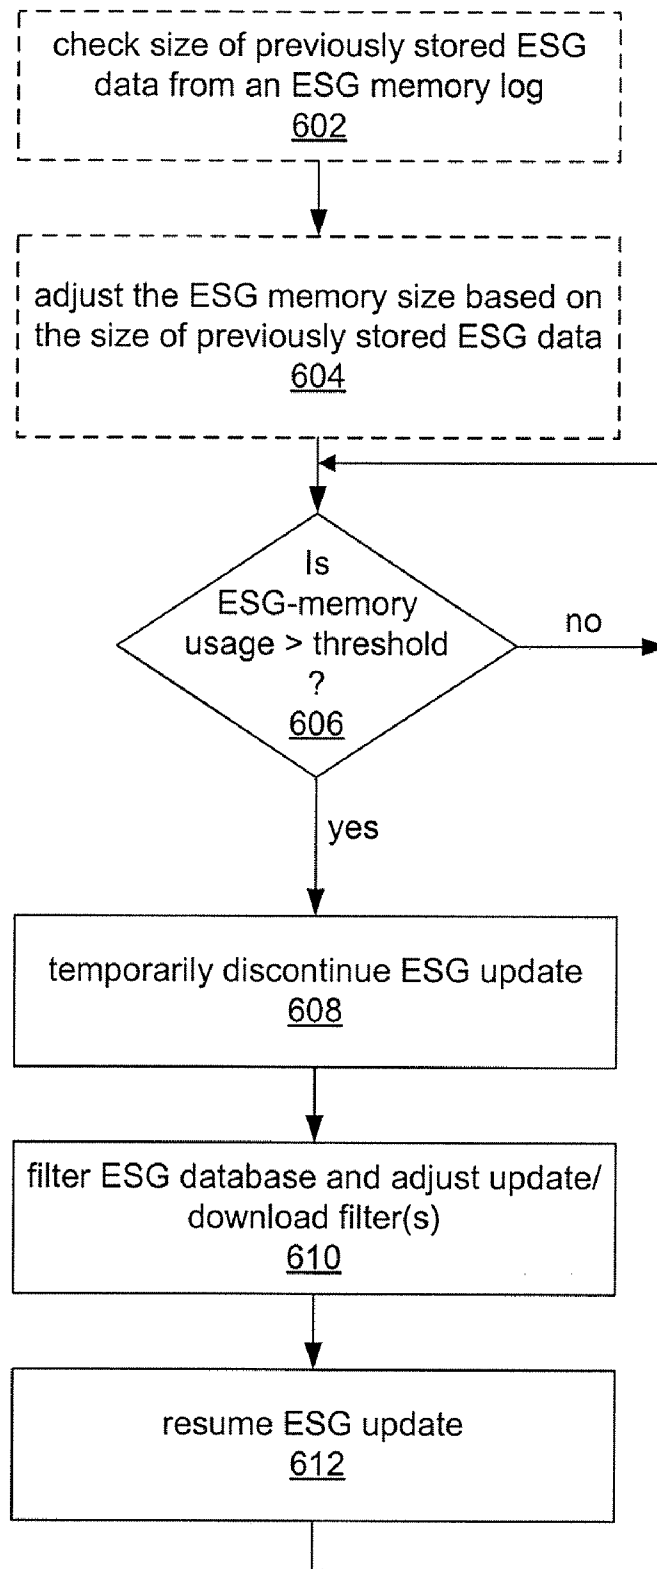 check size of previously stored ESG
data from an ESG memory log
602
adjust the ESG memory size based on
the size of previously stored ESG data
604
Is
ESG-memory
usage > threshold
?
606
no
yes
temporarily discontinue ESG update
608
filter ESG database and adjust update/
download filter(s)
610
resume ESG update
612